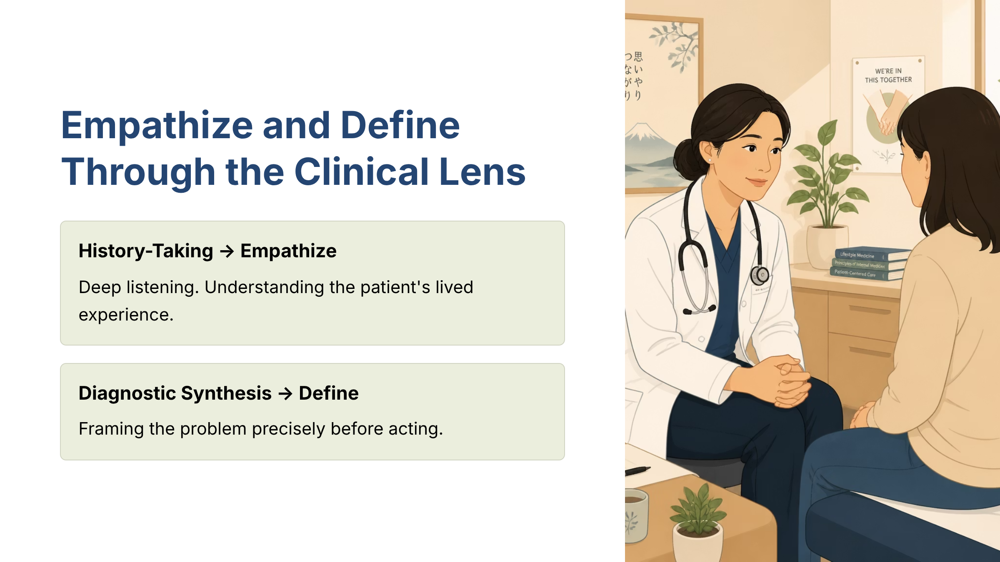 Empathize and Define
Through the Clinical Lens
History-Taking → Empathize
Deep listening. Understanding the patient's lived
experience.
Diagnostic Synthesis → Define
Framing the problem precisely before acting.
思いやり
つながり
WE'RE IN
THIS TOGETHER
Lifestyle Medicine
Principles of Internal Medicine
Patient-Centered Care